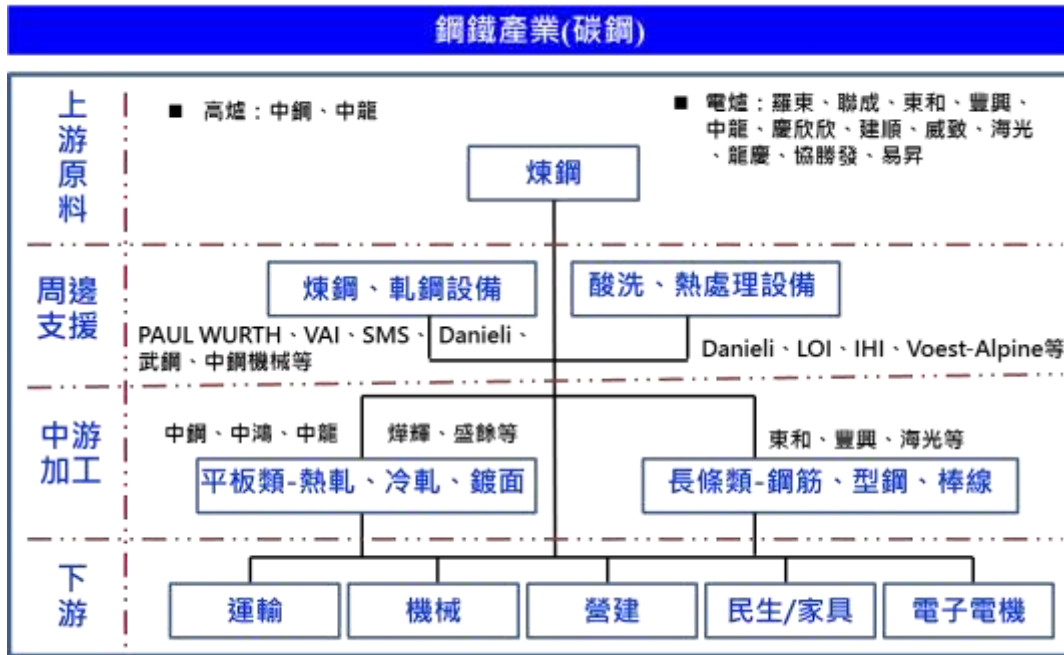 鋼鐵產業(碳鋼)
上
游
原
料
■ 高爐：中鋼、中龍
■ 電爐：羅東、聯成、東和、豐興、
中龍、慶欣欣、建順、威致、海光
、龍慶、協勝發、易昇
煉鋼
周邊
支援
煉鋼、軋鋼設備
酸洗、熱處理設備
PAUL WURTH、VAI、SMS、Danieli、
武鋼、中鋼機械等
Danieli、LOI、IHI、Voest-Alpine等
中游
加工
中鋼、中鴻、中龍
燁輝、盛餘等
東和、豐興、海光等
平板類-熱軋、冷軋、鍍面
長條類-鋼筋、型鋼、棒線
下
游
運輸
機械
營建
民生/家具
電子電機